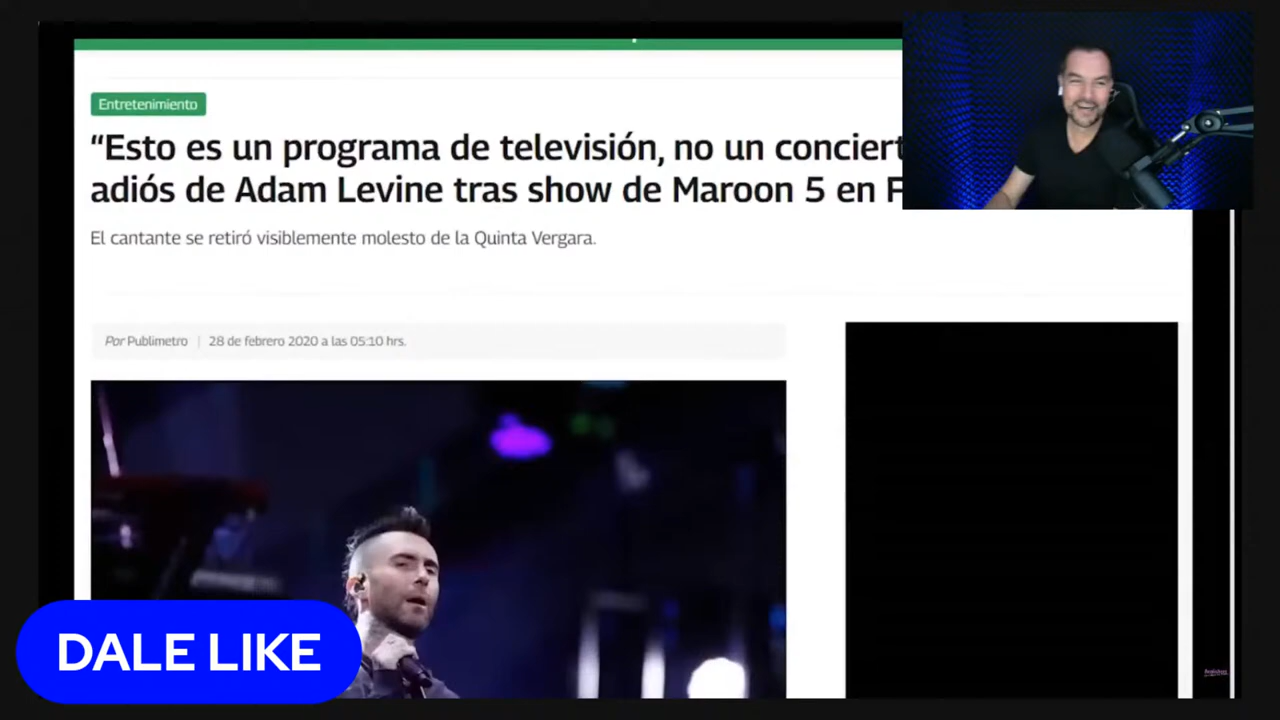 Entretenimiento
“Esto es un programa de televisión, no un conciert
adiós de Adam Levine tras show de Maroon 5 en F
El cantante se retiró visiblemente molesto de la Quinta Vergara.
Por Publimetro | 28 de febrero 2020 a las 05:10 hrs.
DALE LIKE